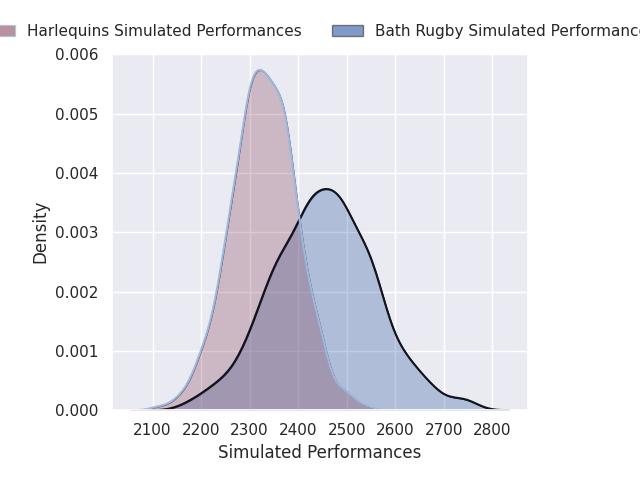 Harlequins Simulated Performances Bath Rugby Simulated Performanc
0.006
0.005
0.004
0.003
0.002
0.001
0.000
Density
2100 2200 2300 2400 2500 2600 2700 2800
Simulated Performances